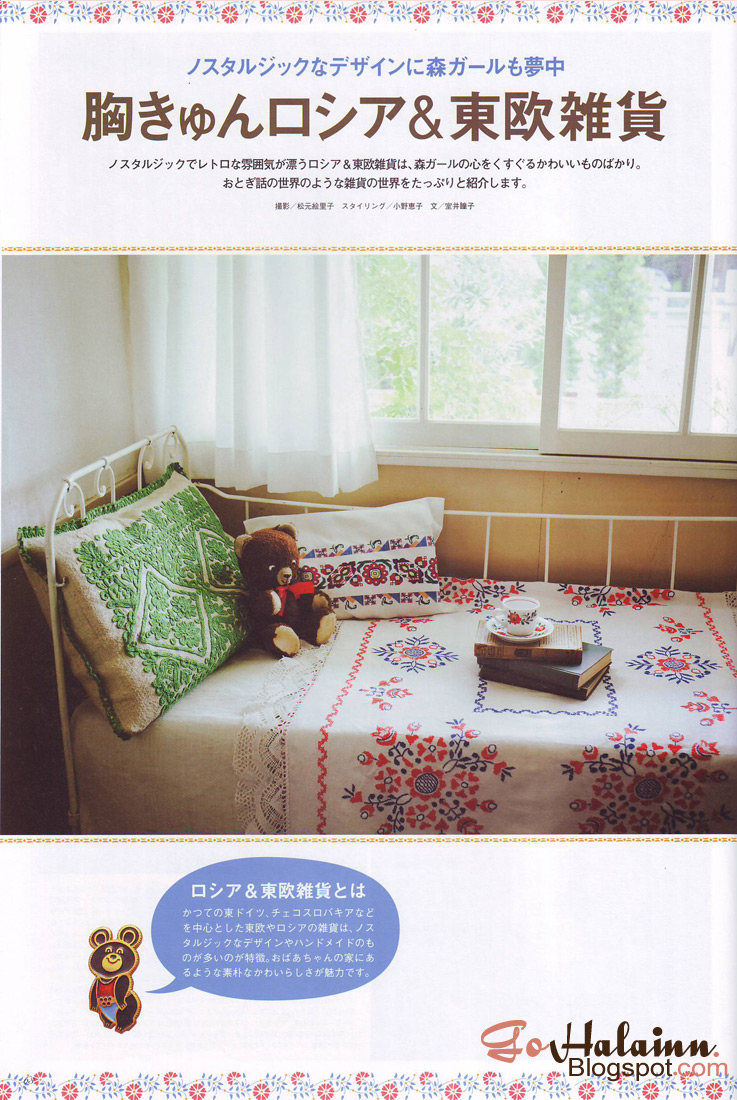 ノスタルジックなデザインに森ガールも夢中
胸きゅんロシア&東欧雑貨
ノスタルジックでレトロな雰囲気が漂うロシア&東欧雑貨は、森ガールの心をくすぐるかわいいものばかり。
おとぎ話の世界のような雑貨の世界をたっぷりと紹介します。
撮影／松元絵里子　スタイリング／小野恵子　文／室井瞳子
ロシア&東欧雑貨とは
かつての東ドイツ、チェコスロバキアなど
を中心とした東欧やロシアの雑貨は、ノス
タルジックなデザインやハンドメイドのも
のが多いのが特徴。おばあちゃんの家にあ
るような素朴なかわいらしさが魅力です。
Go Halainn.
Blogspot.com